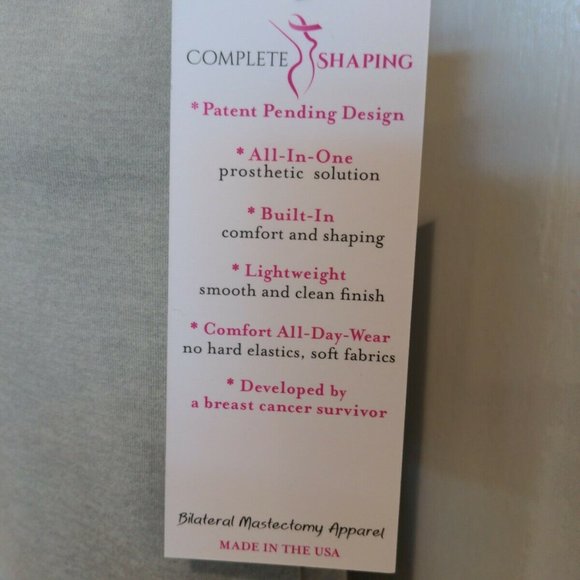 COMPLETE SHAPING
* Patent Pending Design
* All-In-One
prosthetic solution
* Built-In
comfort and shaping
* Lightweight
smooth and clean finish
* Comfort All-Day-Wear
no hard elastics, soft fabrics
* Developed by
a breast cancer survivor
Bilateral Mastectomy Apparel
MADE IN THE USA